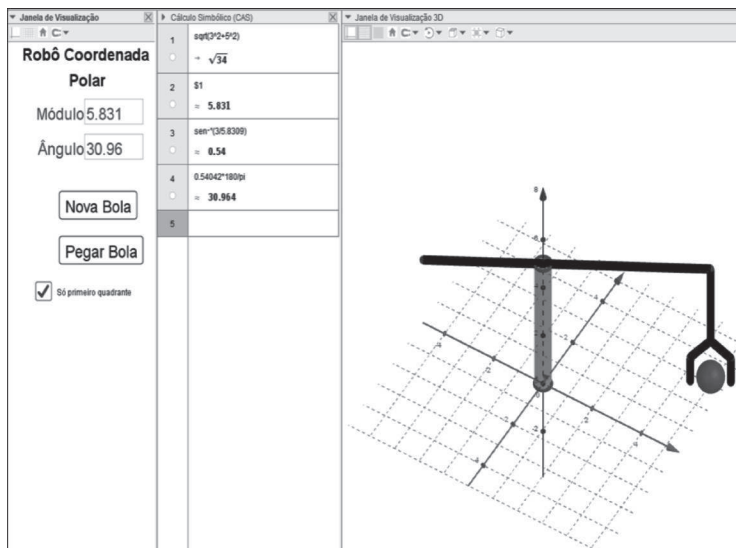 Janela de Visualização
Robô Coordenada
Polar
Módulo 5.831
Ângulo 30.96
Nova Bola
Pegar Bola
Só primeiro quadrante
Cálculo Simbólico (CAS)
1
sqrt(3^2+5^2)
→ √34
2
$1
≈ 5.831
3
sen⁻¹(3/5.8309)
≈ 0.54
4
0.54042*180/pi
≈ 30.964
5
Janela de Visualização 3D